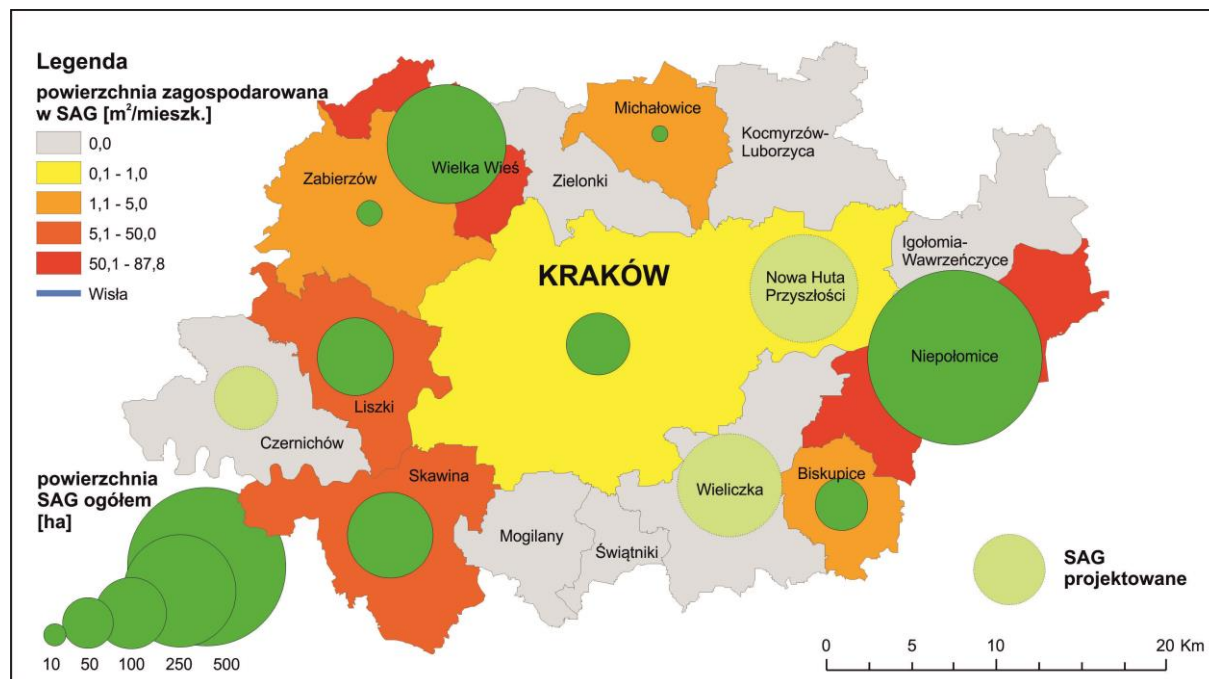 Legenda
powierzchnia zagospodarowana
w SAG [m²/mieszk.]
0,0
0,1 - 1,0
1,1 - 5,0
5,1 - 50,0
50,1 - 87,8
Wisła
Michałowice
Kocmyrzów-
Luborzyca
Wielka Wieś
Zabierzów
Zielonki
Igołomia-
Wawrzeńczyce
KRAKÓW
Nowa Huta
Przyszłości
Niepołomice
Liszki
Czernichów
Skawina
Wieliczka
Biskupice
Mogilany
Świątniki
powierzchnia
SAG ogółem
[ha]
10 50 100 250 500
SAG
projektowane
0 5 10 20 Km